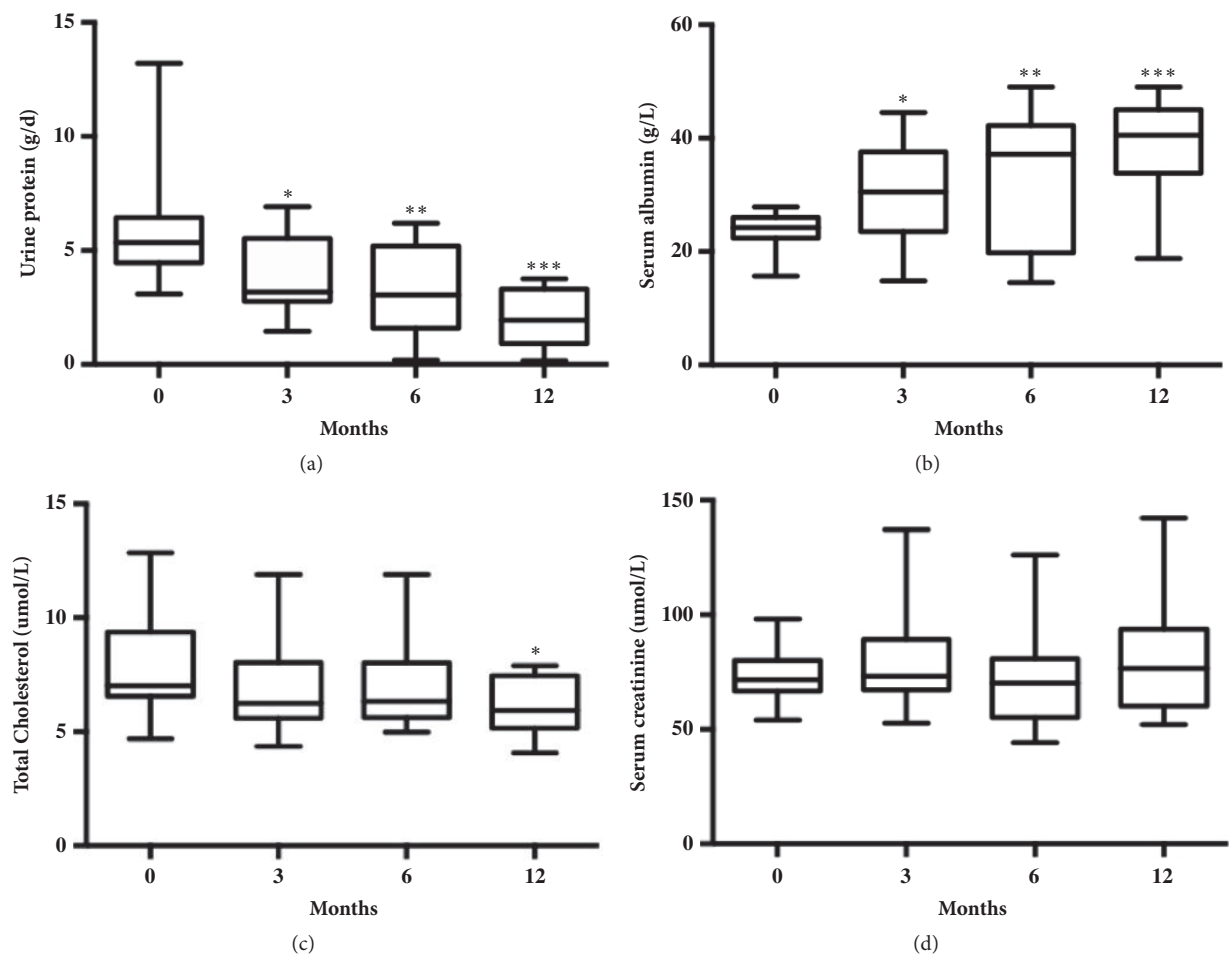 15
10
5
0
Urine protein (g/d)
*
**
***
0 3 6 12
Months
(a)
60
40
20
0
Serum albumin (g/L)
*
**
***
0 3 6 12
Months
(b)
15
10
5
0
Total Cholesterol (umol/L)
*
0 3 6 12
Months
(c)
150
100
50
0
Serum creatinine (umol/L)
0 3 6 12
Months
(d)